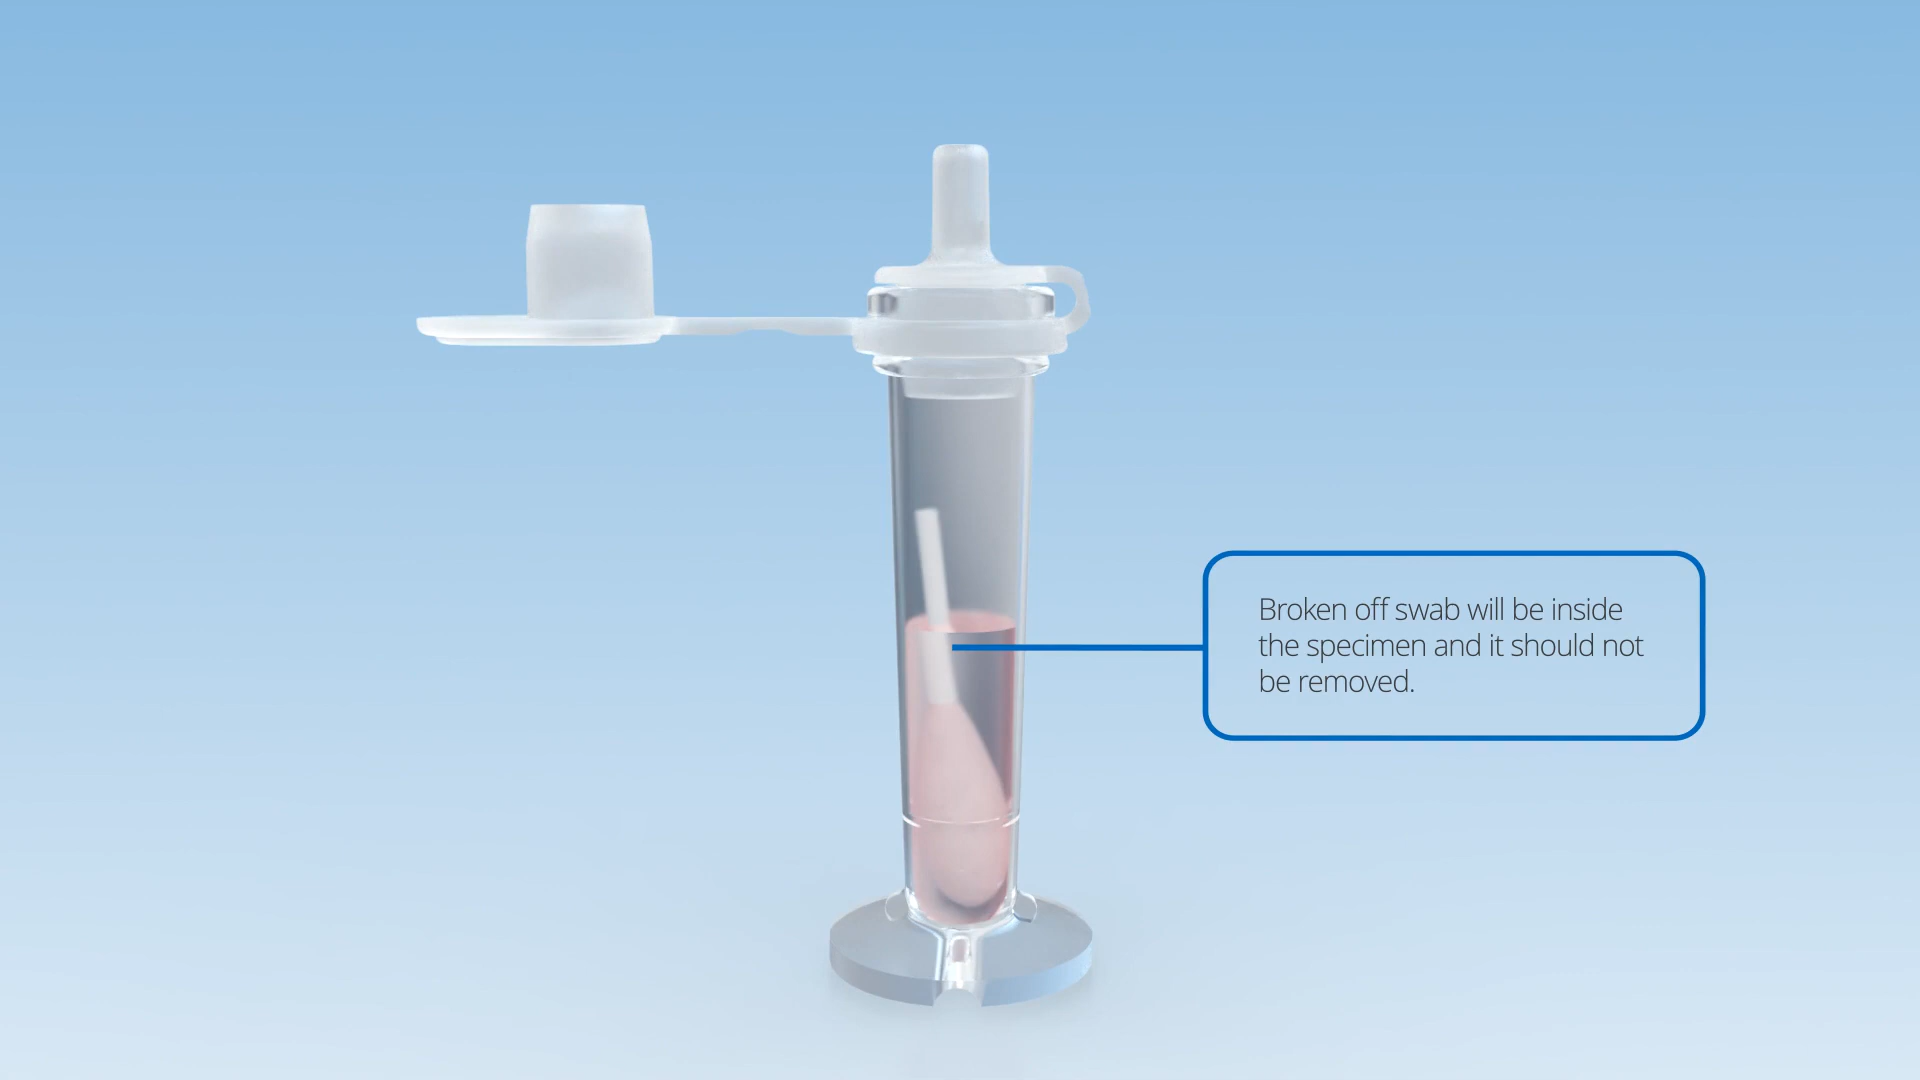 Broken off swab will be inside
the specimen and it should not
be removed.